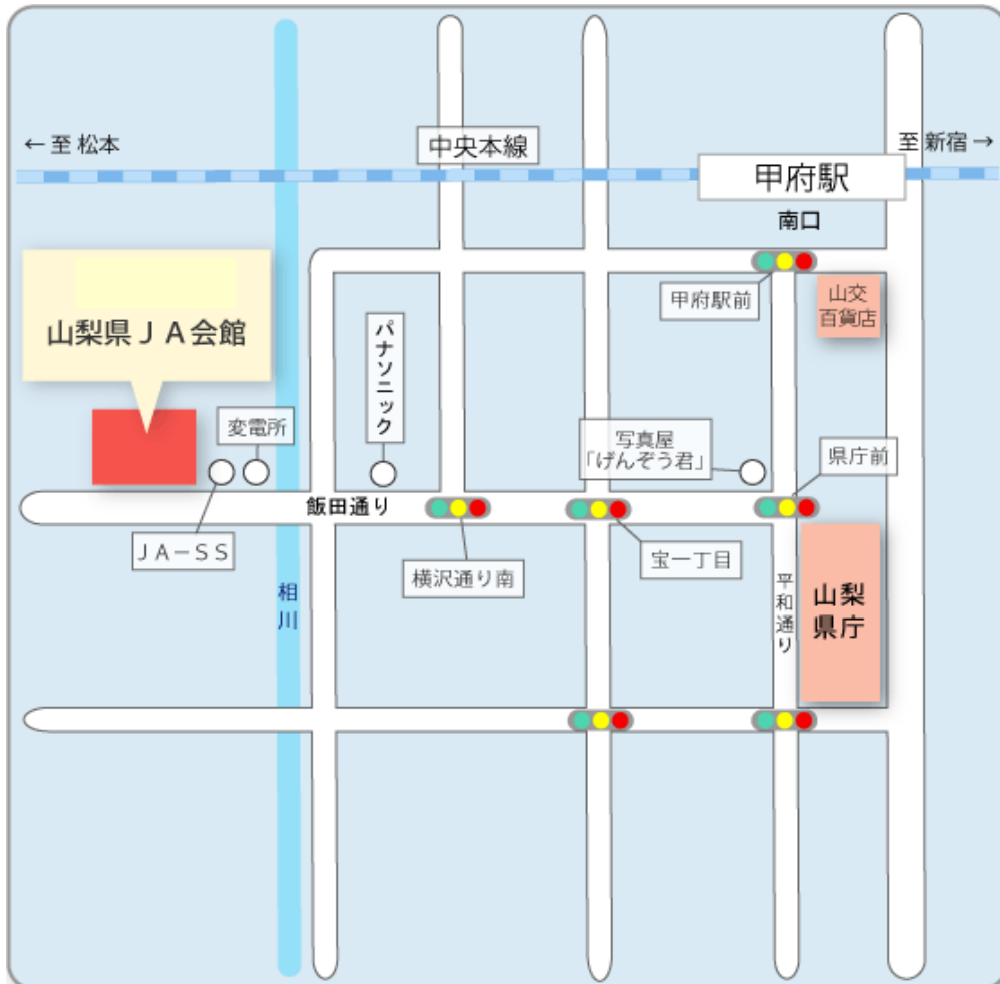 ← 至 松本
中央本線
至 新宿 →
甲府駅
南口
甲府駅前
山交
百貨店
山梨県ＪＡ会館
パナソニック
変電所
写真屋
「げんぞう君」
県庁前
飯田通り
ＪＡ－ＳＳ
横沢通り南
宝一丁目
相川
平和通り
山梨
県庁